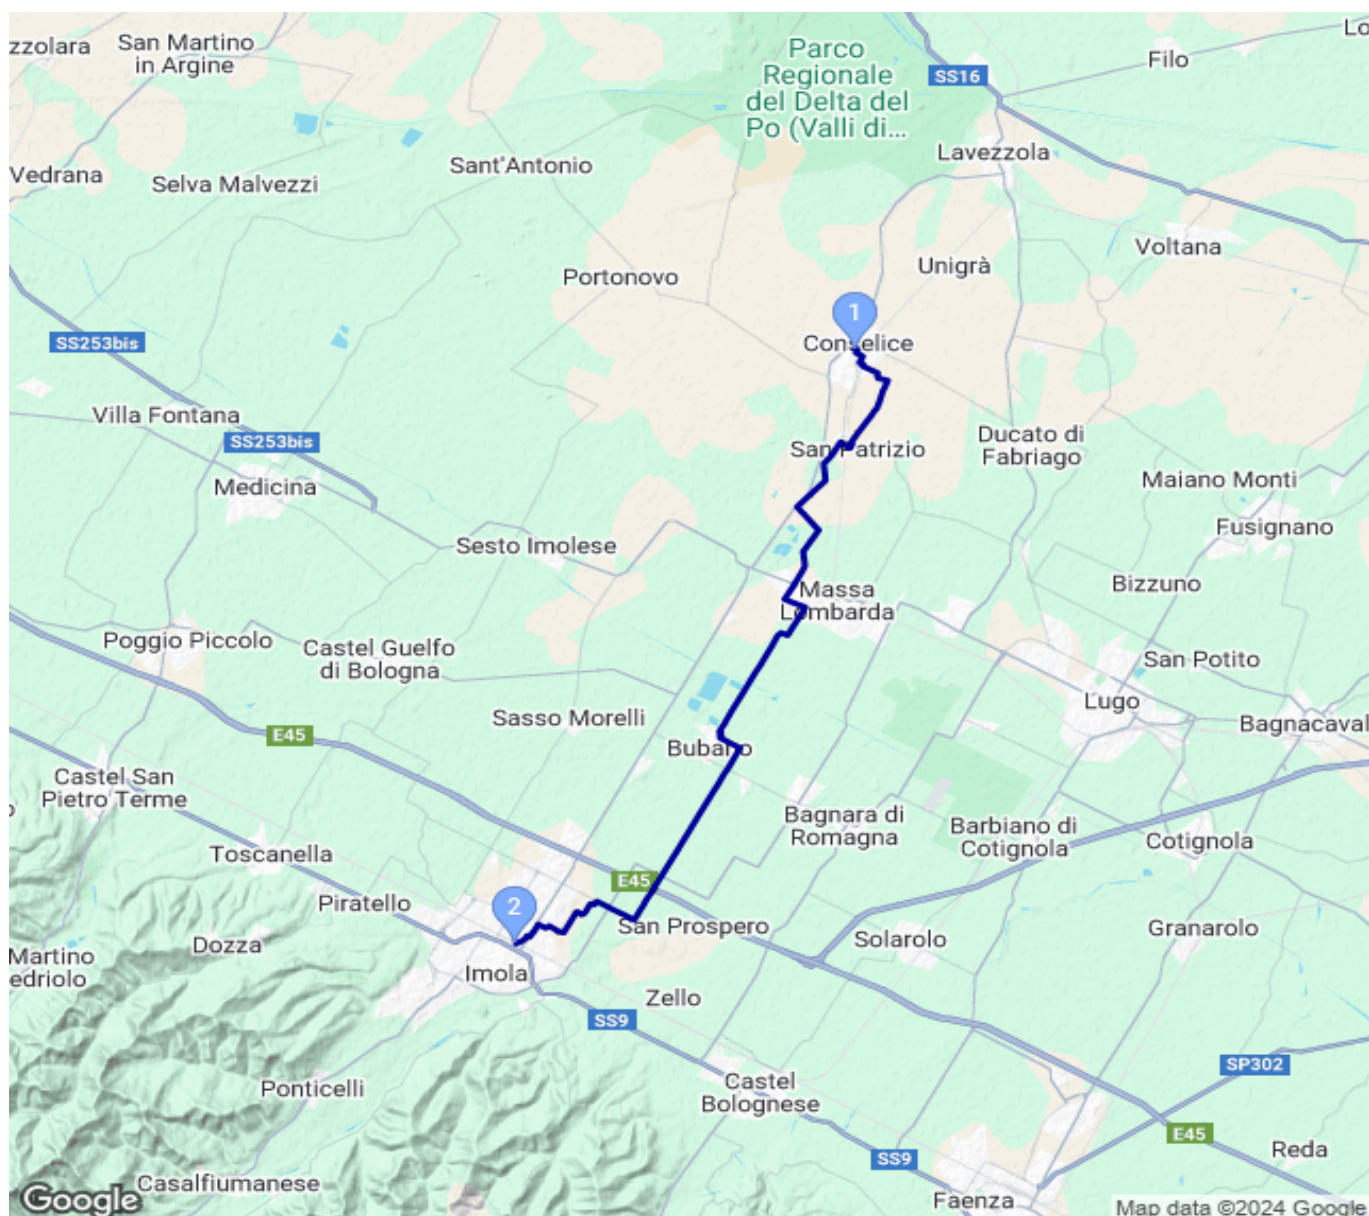 zzolara
San Martino
in Argine
Parco
Regionale
del Delta del
Po (Valli di...
Lo
Filo
SS16
Lavezzola
Vedrana
Selva Malvezzi
Sant'Antonio
Portonovo
Unigrà
Voltana
1
Conselice
SS253bis
Villa Fontana
SS253bis
Medicina
San Patrizio
Ducato di
Fabriago
Maiano Monti
Fusignano
Sesto Imolese
Massa
Lombarda
Bizzuno
Poggio Piccolo
Castel Guelfo
di Bologna
San Potito
Lugo
Bagnacaval
Sasso Morelli
E45
Bubano
Castel San
Pietro Terme
o
Bagnara di
Romagna
Barbiano di
Cotignola
Cotignola
Toscanella
E45
Piratello
2
San Prospero
Solarolo
Granarolo
Dozza
Martino
edriolo
Imola
Zello
SS9
Ponticelli
Castel
Bolognese
SP302
E45
Reda
SS9
Casalfiumanese
Faenza
Google
Map data ©2024 Google